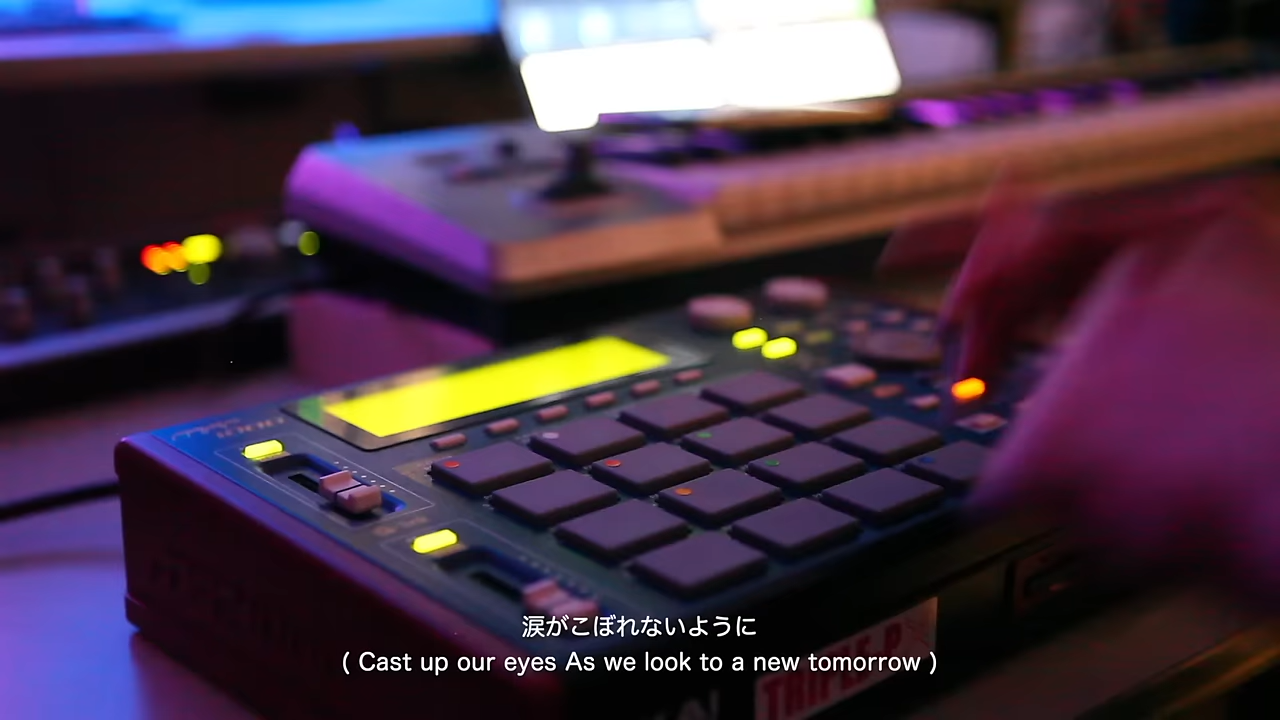 涙がこぼれないように
( Cast up our eyes As we look to a new tomorrow )
TRIPLE-P